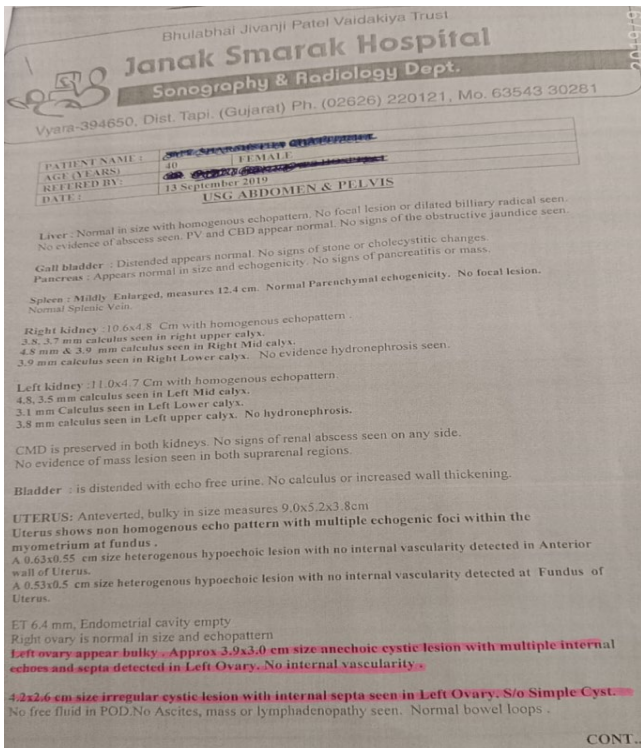 Bhulabhai Jivanji Patel Vaidakiya Trust
Janak Smarak Hospital
Sonography & Radiology Dept.
Vyara-394650, Dist. Tapi. (Gujarat) Ph. (02626) 220121, Mo. 63543 30281
PATIENT NAME :
AGE (YEARS) 40 FEMALE
REFERED BY:
DATE : 13 September 2019
USG ABDOMEN & PELVIS
Liver : Normal in size with homogenous echopattern. No focal lesion or dilated billiary radical seen.
No evidence of abscess seen. PV and CBD appear normal. No signs of the obstructive jaundice seen.
Gall bladder : Distended appears normal. No signs of stone or cholecystitic changes.
Pancreas : Appears normal in size and echogenicity. No signs of pancreatitis or mass.
Spleen : Mildly Enlarged, measures 12.4 cm. Normal Parenchymal echogenicity. No focal lesion.
Normal Splenic Vein.
Right kidney :10.6x4.8 Cm with homogenous echopattern .
3.8, 3.7 mm calculus seen in right upper calyx.
4.8 mm & 3.9 mm calculus seen in Right Mid calyx.
3.9 mm calculus seen in Right Lower calyx. No evidence hydronephrosis seen.
Left kidney :11.0x4.7 Cm with homogenous echopattern
4.8, 3.5 mm calculus seen in Left Mid calyx.
3.1 mm Calculus seen in Left Lower calyx.
3.8 mm calculus seen in Left upper calyx. No hydronephrosis.
CMD is preserved in both kidneys. No signs of renal abscess seen on any side.
No evidence of mass lesion seen in both suprarenal regions.
Bladder : is distended with echo free urine. No calculus or increased wall thickening.
UTERUS: Anteverted, bulky in size measures 9.0x5.2x3.8cm
Uterus shows non homogenous echo pattern with multiple echogenic foci within the
myometrium at fundus .
A 0.63x0.55 cm size heterogenous hypoechoic lesion with no internal vascularity detected in Anterior
wall of Uterus.
A 0.53x0.5 cm size heterogenous hypoechoic lesion with no internal vascularity detected at Fundus of
Uterus.
ET 6.4 mm, Endometrial cavity empty
Right ovary is normal in size and echopattern
Left ovary appear bulky . Approx 3.9x3.0 cm size anechoic cystic lesion with multiple internal
echoes and septa detected in Left Ovary. No internal vascularity .
4.2x2.6 cm size irregular cystic lesion with internal septa seen in Left Ovary. S/o Simple Cyst.
No free fluid in POD.No Ascites, mass or lymphadenopathy seen. Normal bowel loops .
CONT..